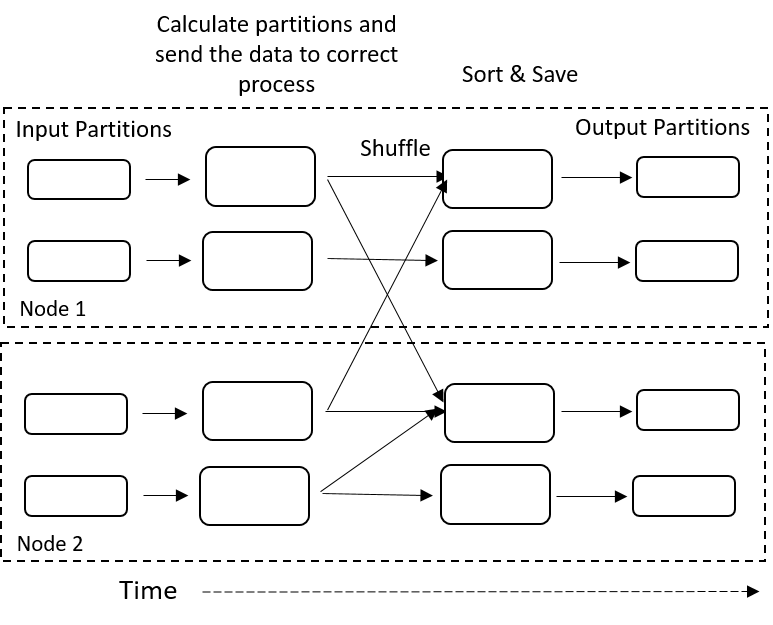 Calculate partitions and
send the data to correct
process
Sort & Save
Input Partitions
Shuffle
Output Partitions
Node 1
Node 2
Time